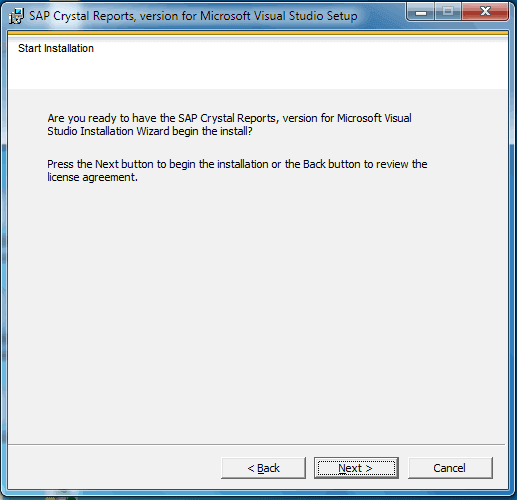 SAP Crystal Reports, version for Microsoft Visual Studio Setup
Start Installation
Are you ready to have the SAP Crystal Reports, version for Microsoft Visual
Studio Installation Wizard begin the install?
Press the Next button to begin the installation or the Back button to review the
license agreement.
< Back
Next >
Cancel